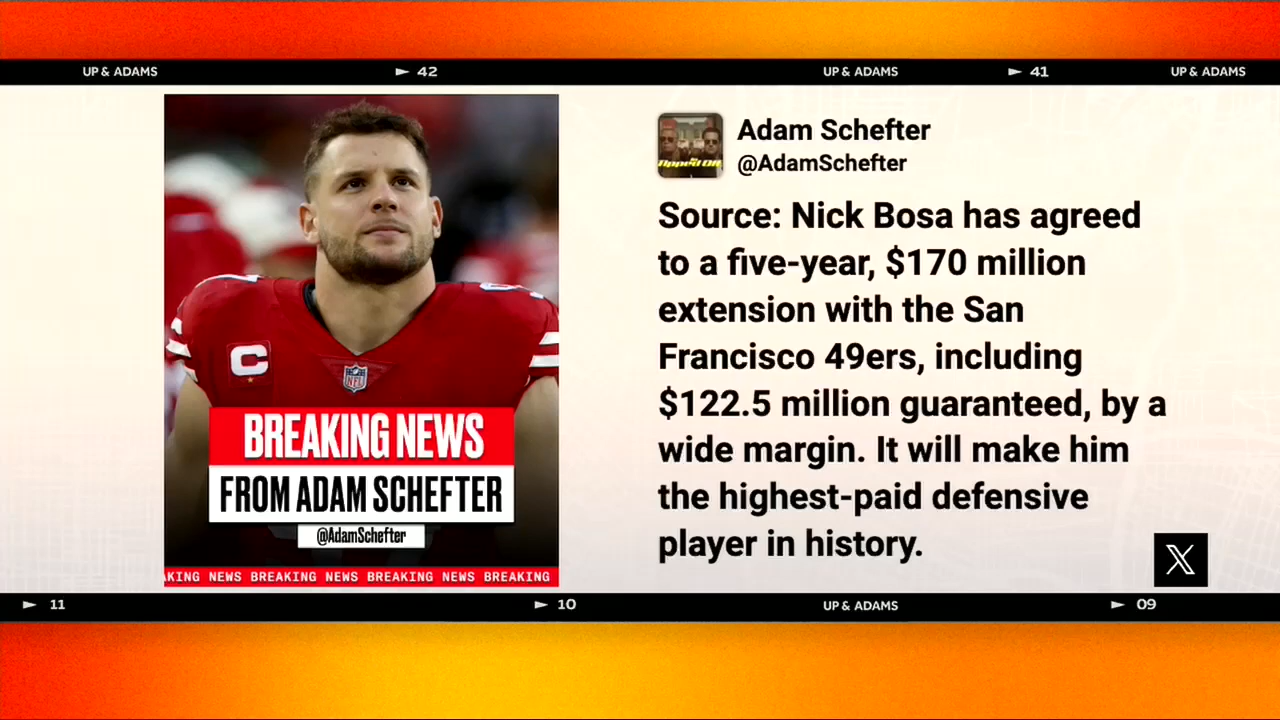 UP & ADAMS
42
UP & ADAMS
41
UP & ADAMS
C
NFL
BREAKING NEWS
FROM ADAM SCHEFTER
@AdamSchefter
KING NEWS BREAKING NEWS BREAKING NEWS BREAKING
Adam Schefter
@AdamSchefter
Source: Nick Bosa has agreed
to a five-year, $170 million
extension with the San
Francisco 49ers, including
$122.5 million guaranteed, by a
wide margin. It will make him
the highest-paid defensive
player in history.
X
11
10
UP & ADAMS
09